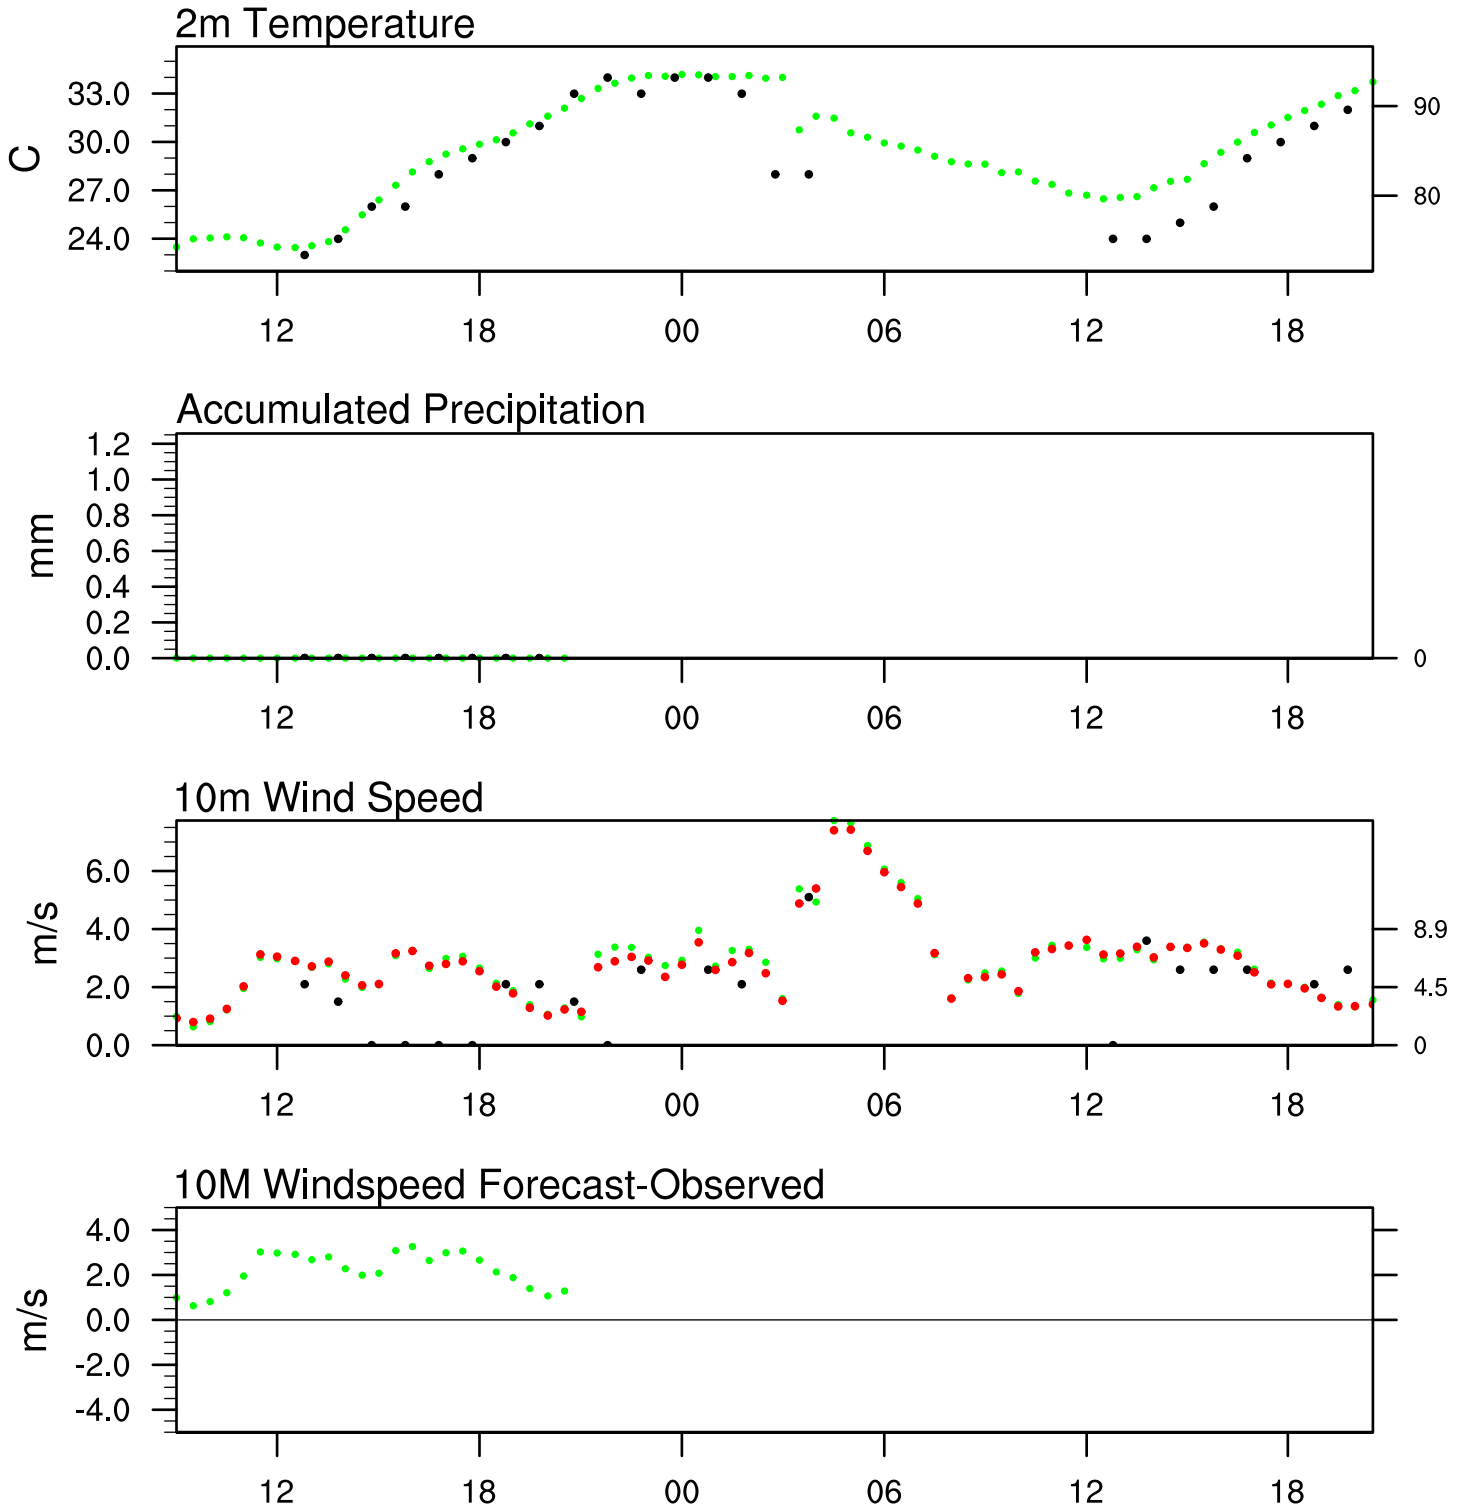 2m Temperature
33.0
30.0
27.0
24.0
C
90
80
12 18 00 06 12 18
Accumulated Precipitation
1.2
1.0
0.8
0.6
0.4
0.2
0.0
mm
0
12 18 00 06 12 18
10m Wind Speed
6.0
4.0
2.0
0.0
m/s
8.9
4.5
0
12 18 00 06 12 18
10M Windspeed Forecast-Observed
4.0
2.0
0.0
-2.0
-4.0
m/s
12 18 00 06 12 18